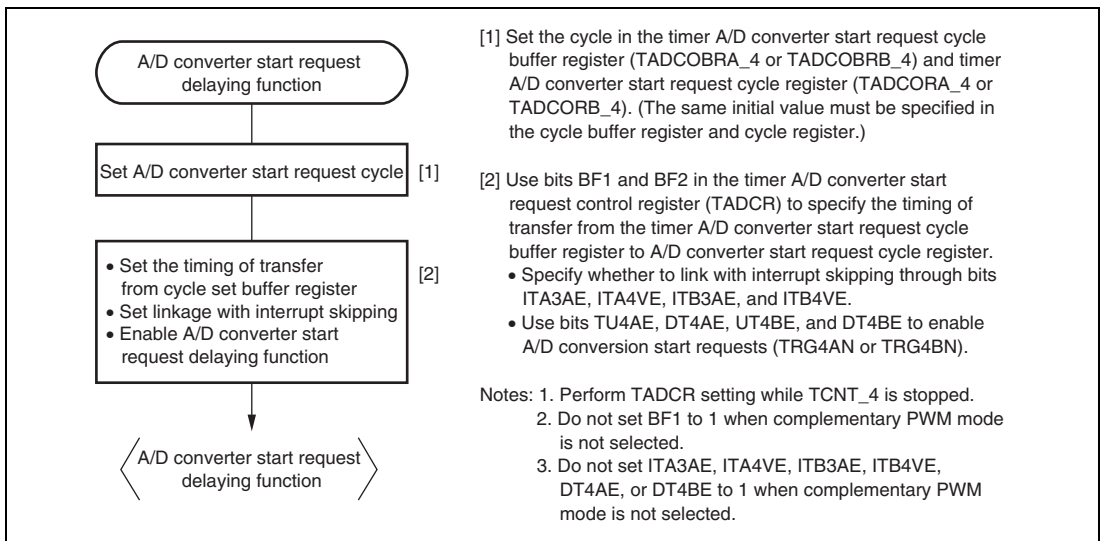 A/D converter start request
delaying function
Set A/D converter start request cycle
[1]
• Set the timing of transfer
from cycle set buffer register
• Set linkage with interrupt skipping
• Enable A/D converter start
request delaying function
[2]
A/D converter start request
delaying function
[1] Set the cycle in the timer A/D converter start request cycle
buffer register (TADCOBRA_4 or TADCOBRB_4) and timer
A/D converter start request cycle register (TADCORA_4 or
TADCORB_4). (The same initial value must be specified in
the cycle buffer register and cycle register.)
[2] Use bits BF1 and BF2 in the timer A/D converter start
request control register (TADCR) to specify the timing of
transfer from the timer A/D converter start request cycle
buffer register to A/D converter start request cycle register.
• Specify whether to link with interrupt skipping through bits
ITA3AE, ITA4VE, ITB3AE, and ITB4VE.
• Use bits TU4AE, DT4AE, UT4BE, and DT4BE to enable
A/D conversion start requests (TRG4AN or TRG4BN).
Notes: 1. Perform TADCR setting while TCNT_4 is stopped.
2. Do not set BF1 to 1 when complementary PWM mode
is not selected.
3. Do not set ITA3AE, ITA4VE, ITB3AE, ITB4VE,
DT4AE, or DT4BE to 1 when complementary PWM
mode is not selected.